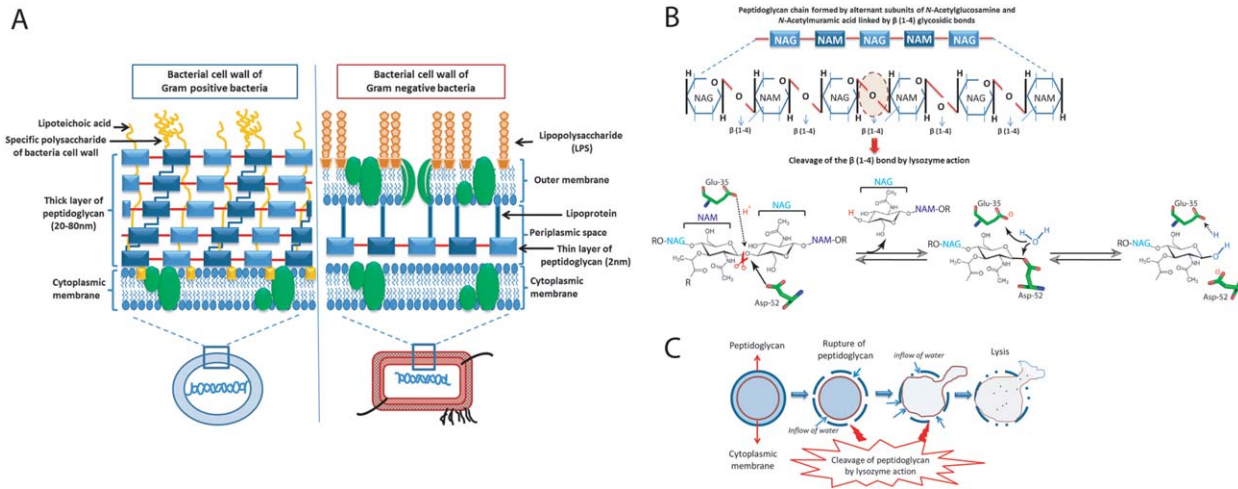 A
Bacterial cell wall of
Gram positive bacteria
Bacterial cell wall of
Gram negative bacteria
Lipoteichoic acid
Specific polysaccharide
of bacteria cell wall
Thick layer of
peptidoglycan
(20-80nm)
Cytoplasmic
membrane
Lipopolysaccharide
(LPS)
Outer membrane
Lipoprotein
Periplasmic space
Thin layer of
peptidoglycan (2nm)
Cytoplasmic
membrane
B
Peptidoglycan chain formed by alternant subunits of N-Acetylglucosamine and
N-Acetylmuramic acid linked by β (1-4) glycosidic bonds
NAG NAM NAG NAM NAG
H H H H H H
O O O O O O
NAG O NAM O NAG O NAM O NAG O NAM
H H H H H H
β (1-4) β (1-4) β (1-4) β (1-4) β (1-4)
Cleavage of the β (1-4) bond by lysozyme action
Glu-35
H+
NAM
NAG
RO-NAG
NAM-OR
R
Asp-52
NAG
H
NAM-OR
Glu-35
H H
RO-NAG
Asp-52
Glu-35
H
RO-NAG
H
Asp-52
C
Peptidoglycan
Rupture of
peptidoglycan
inflow of water
Lysis
Inflow of water
Cytoplasmic
membrane
Cleavage of peptidoglycan
by lysozyme action